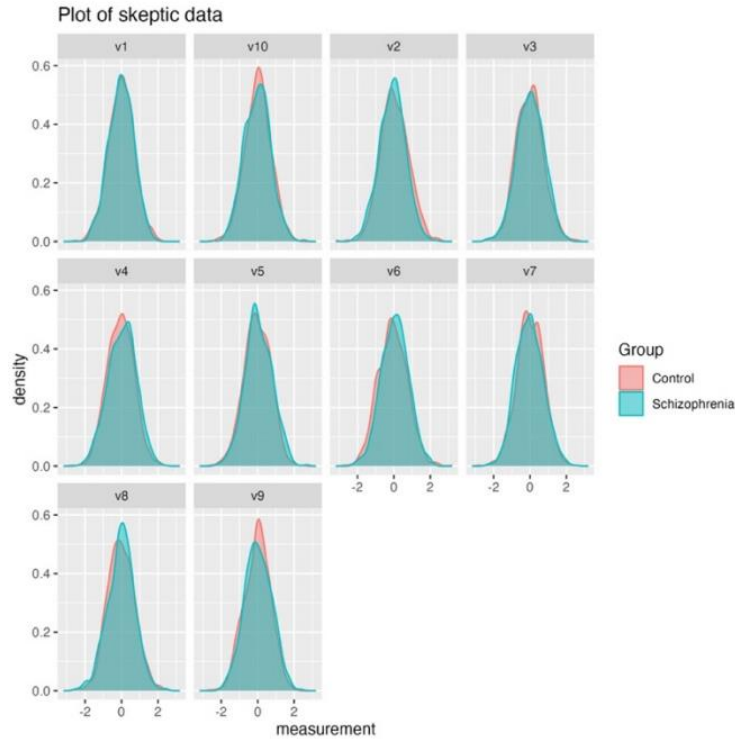 Plot of skeptic data
v1 v10 v2 v3
0.6
0.4
0.2
0.0
v4 v5 v6 v7
0.6
0.4
0.2
0.0
-2 0 2 -2 0 2
v8 v9
0.6
0.4
0.2
0.0
-2 0 2 -2 0 2
measurement
density
Group
Control
Schizophrenia